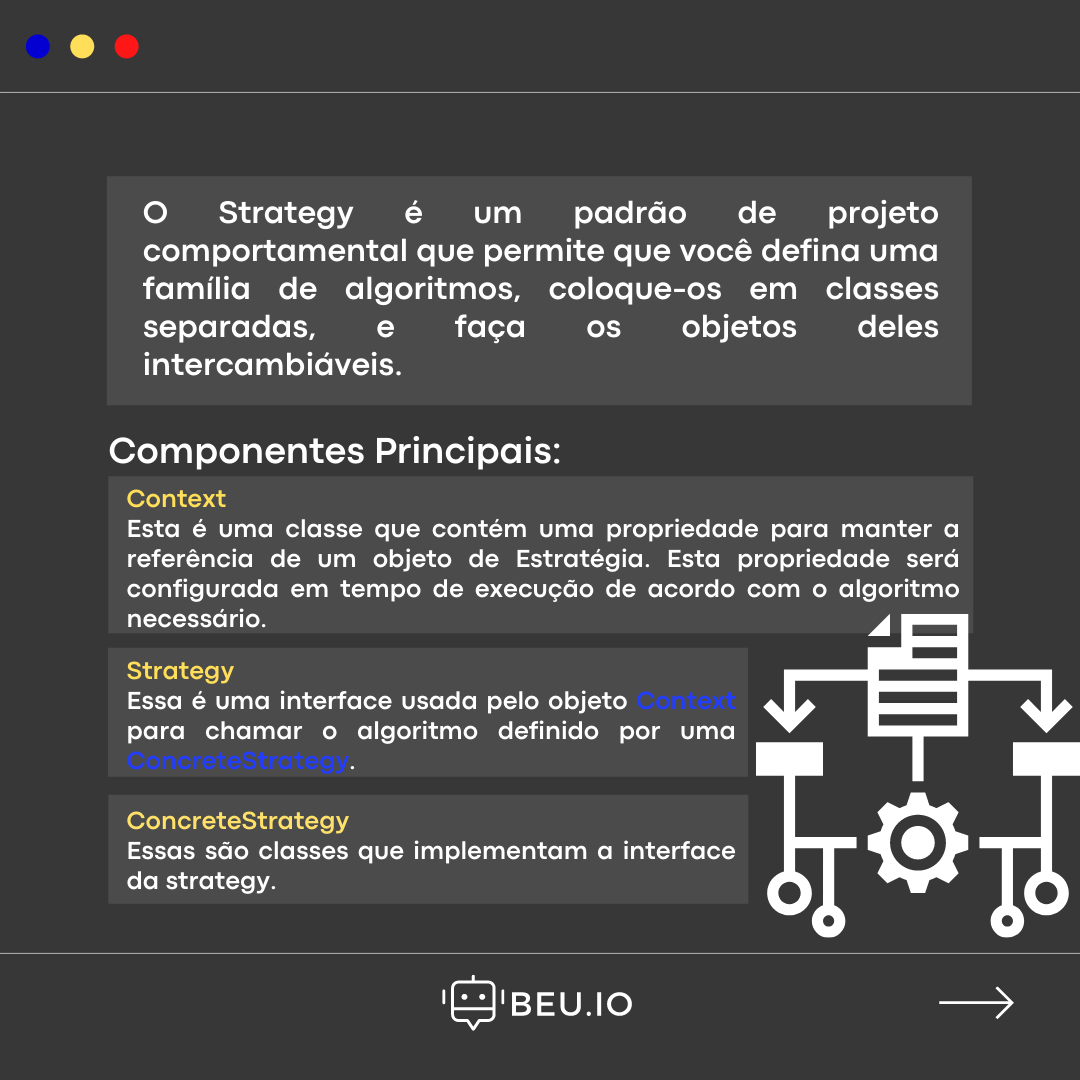 O Strategy é um padrão de projeto
comportamental que permite que você defina uma
família de algoritmos, coloque-os em classes
separadas, e faça os objetos deles
intercambiáveis.
Componentes Principais:
Context
Esta é uma classe que contém uma propriedade para manter a
referência de um objeto de Estratégia. Esta propriedade será
configurada em tempo de execução de acordo com o algoritmo
necessário.
Strategy
Essa é uma interface usada pelo objeto Context
para chamar o algoritmo definido por uma
ConcreteStrategy.
ConcreteStrategy
Essas são classes que implementam a interface
da strategy.
BEU.IO